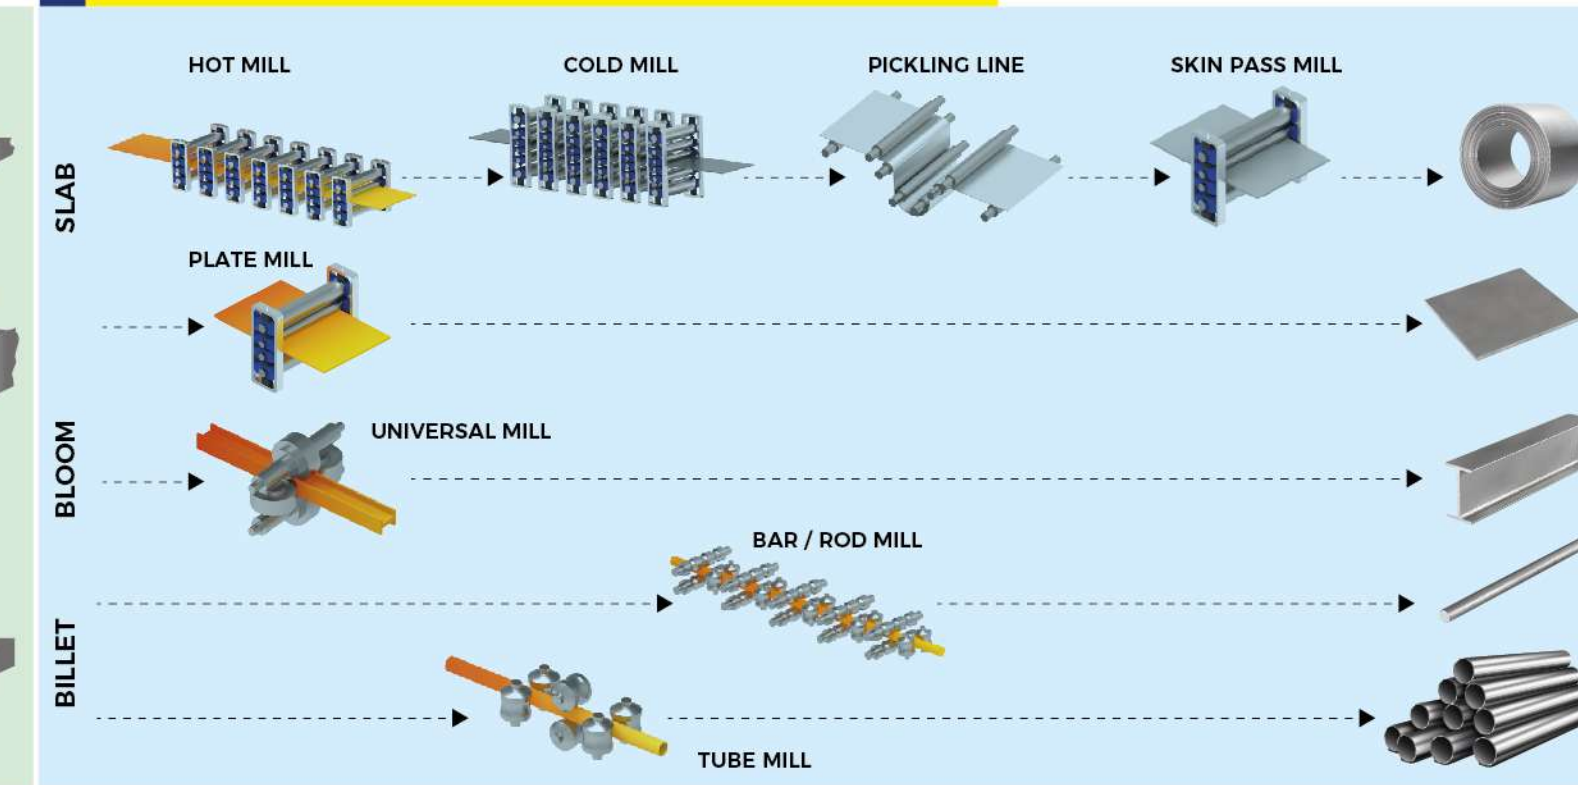 HOT MILL
COLD MILL
PICKLING LINE
SKIN PASS MILL
SLAB
PLATE MILL
BLOOM
UNIVERSAL MILL
BAR / ROD MILL
BILLET
TUBE MILL